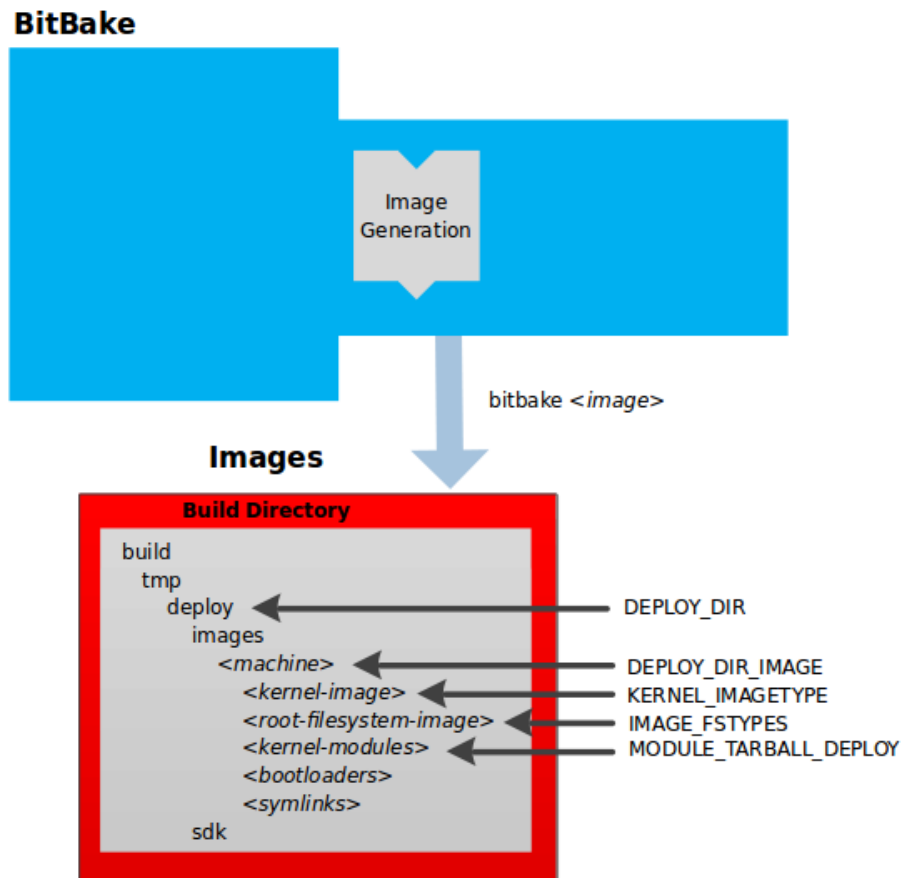 BitBake
Image
Generation
bitbake <image>
Images
Build Directory
build
tmp
deploy
DEPLOY_DIR
images
<machine>
DEPLOY_DIR_IMAGE
<kernel-image>
KERNEL_IMAGETYPE
<root-filesystem-image>
IMAGE_FSTYPES
<kernel-modules>
MODULE_TARBALL_DEPLOY
<bootloaders>
<symlinks>
sdk